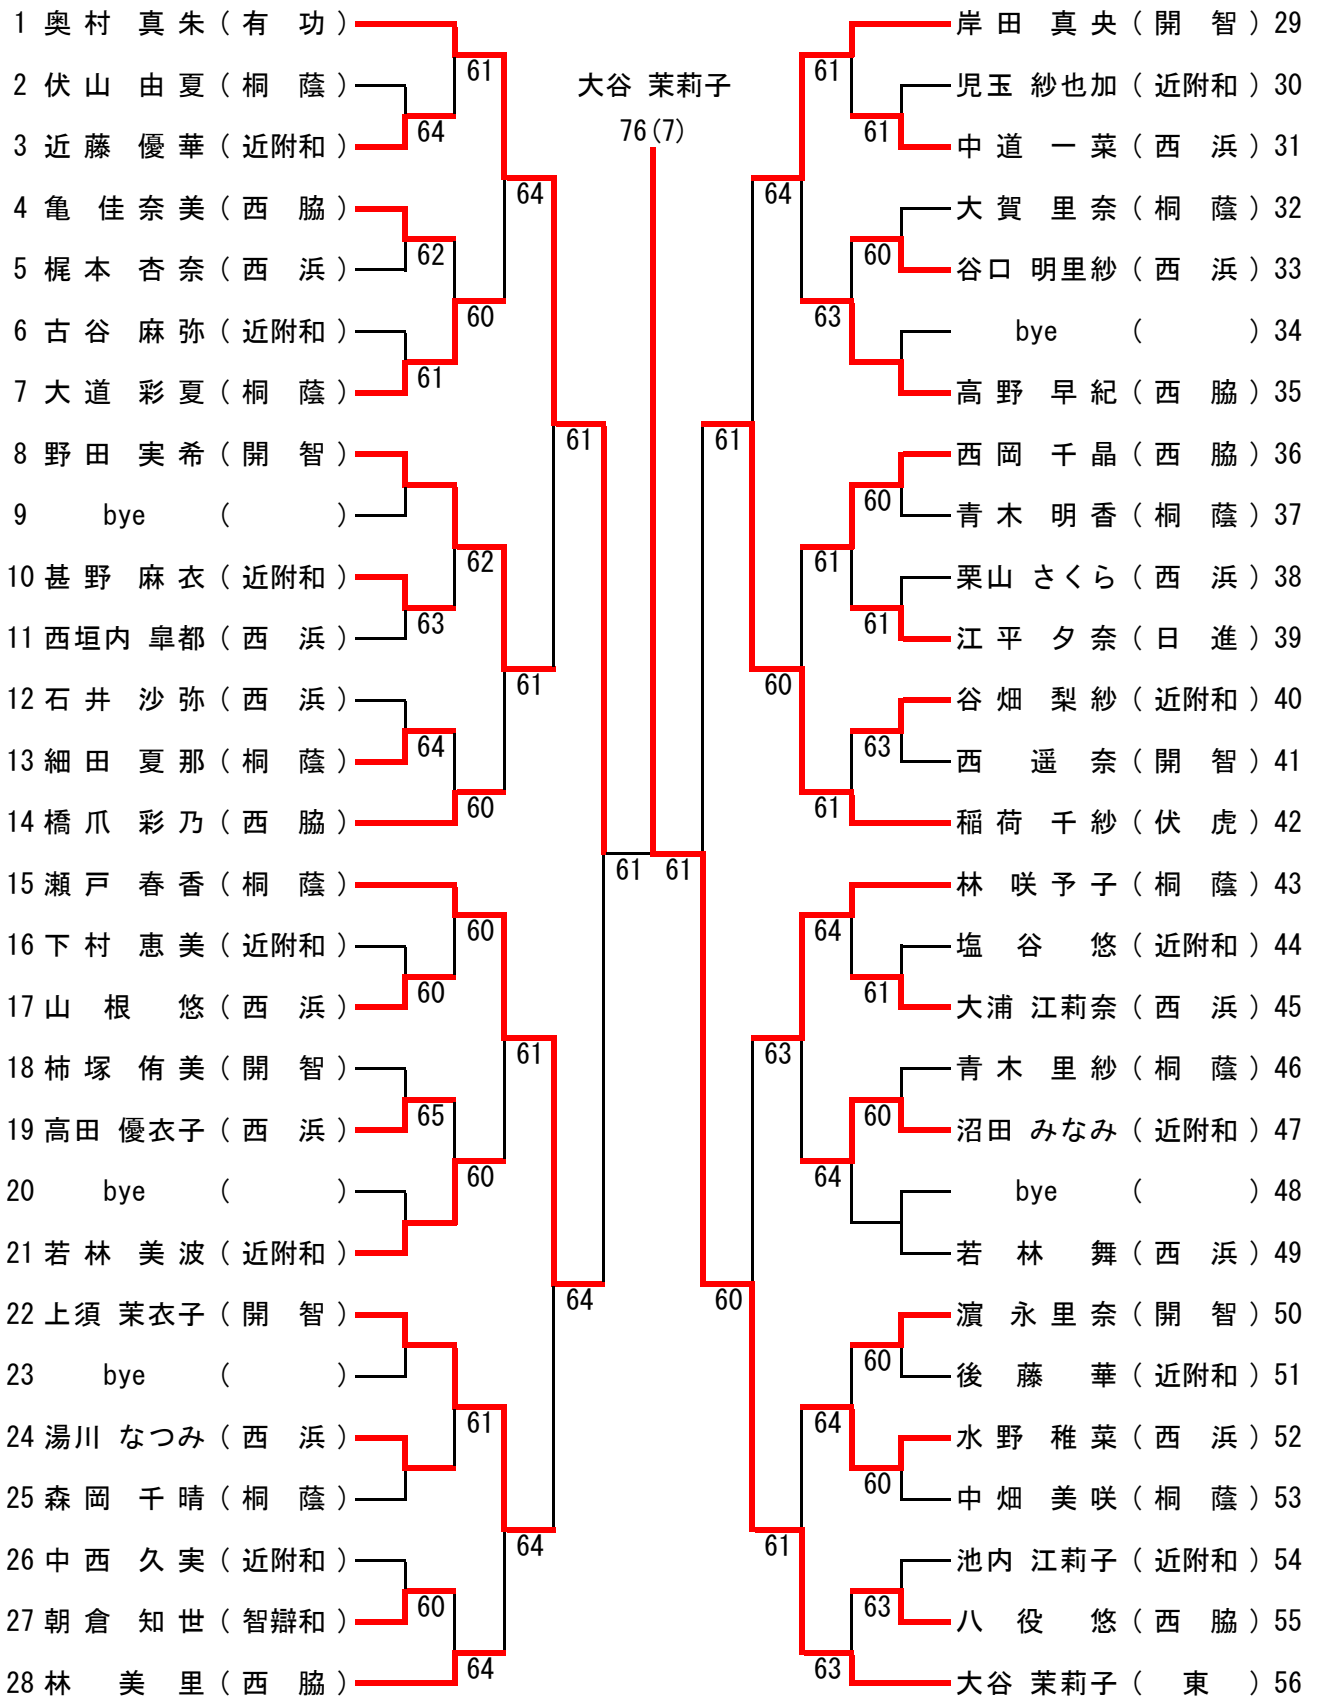 1 奥村 真朱 ( 有功 )
2 伏山 由夏 ( 桐蔭 )
3 近藤 優華 ( 近附和 )
4 亀 佳奈美 ( 西脇 )
5 梶本 杏奈 ( 西浜 )
6 古谷 麻弥 ( 近附和 )
7 大道 彩夏 ( 桐蔭 )
8 野田 実希 ( 開智 )
9 bye ( )
10 甚野 麻衣 ( 近附和 )
11 西垣内 皐都 ( 西浜 )
12 石井 沙弥 ( 西浜 )
13 細田 夏那 ( 桐蔭 )
14 橋爪 彩乃 ( 西脇 )
15 瀬戸 春香 ( 桐蔭 )
16 下村 恵美 ( 近附和 )
17 山根 悠 ( 西浜 )
18 柿塚 侑美 ( 開智 )
19 高田 優衣子 ( 西浜 )
20 bye ( )
21 若林 美波 ( 近附和 )
22 上須 茉衣子 ( 開智 )
23 bye ( )
24 湯川 なつみ ( 西浜 )
25 森岡 千晴 ( 桐蔭 )
26 中西 久実 ( 近附和 )
27 朝倉 知世 ( 智辯和 )
28 林 美里 ( 西脇 )
64
62
61
63
64
60
65
60
61
60
62
60
60
60
61
64
64
61
61
64
61
64
61
大谷 茉莉子
76(7)
61
61
60
64
60
63
61
61
63
61
61
61
64
64
64
63
61
60
60
61
63
61
60
60
60
63
岸田 真央 ( 開智 ) 29
児玉 紗也加 ( 近附和 ) 30
中道 一菜 ( 西浜 ) 31
大賀 里奈 ( 桐蔭 ) 32
谷口 明里紗 ( 西浜 ) 33
bye ( ) 34
高野 早紀 ( 西脇 ) 35
西岡 千晶 ( 西脇 ) 36
青木 明香 ( 桐蔭 ) 37
栗山 さくら ( 西浜 ) 38
江平 夕奈 ( 日進 ) 39
谷畑 梨紗 ( 近附和 ) 40
西 遥奈 ( 開智 ) 41
稲荷 千紗 ( 伏虎 ) 42
林 咲予子 ( 桐蔭 ) 43
塩谷 悠 ( 近附和 ) 44
大浦 江莉奈 ( 西浜 ) 45
青木 里紗 ( 桐蔭 ) 46
沼田 みなみ ( 近附和 ) 47
bye ( ) 48
若林 舞 ( 西浜 ) 49
濵 永里奈 ( 開智 ) 50
後藤 華 ( 近附和 ) 51
水野 稚菜 ( 西浜 ) 52
中畑 美咲 ( 桐蔭 ) 53
池内 江莉子 ( 近附和 ) 54
八役 悠 ( 西脇 ) 55
大谷 茉莉子 ( 東 ) 56